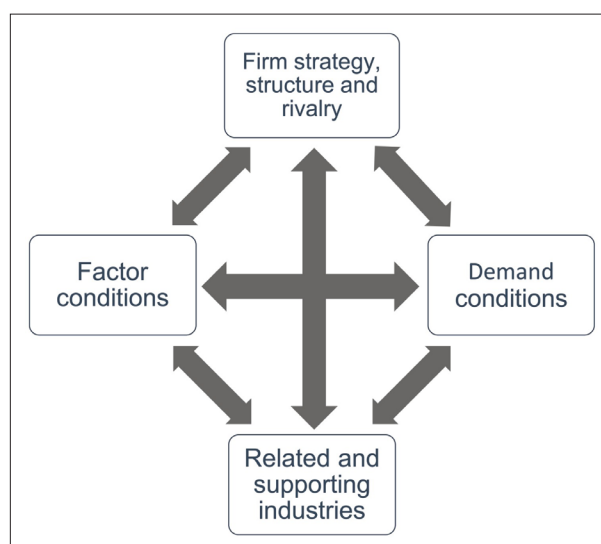 Firm strategy,
structure and
rivalry
Factor
conditions
Demand
conditions
Related and
supporting
industries